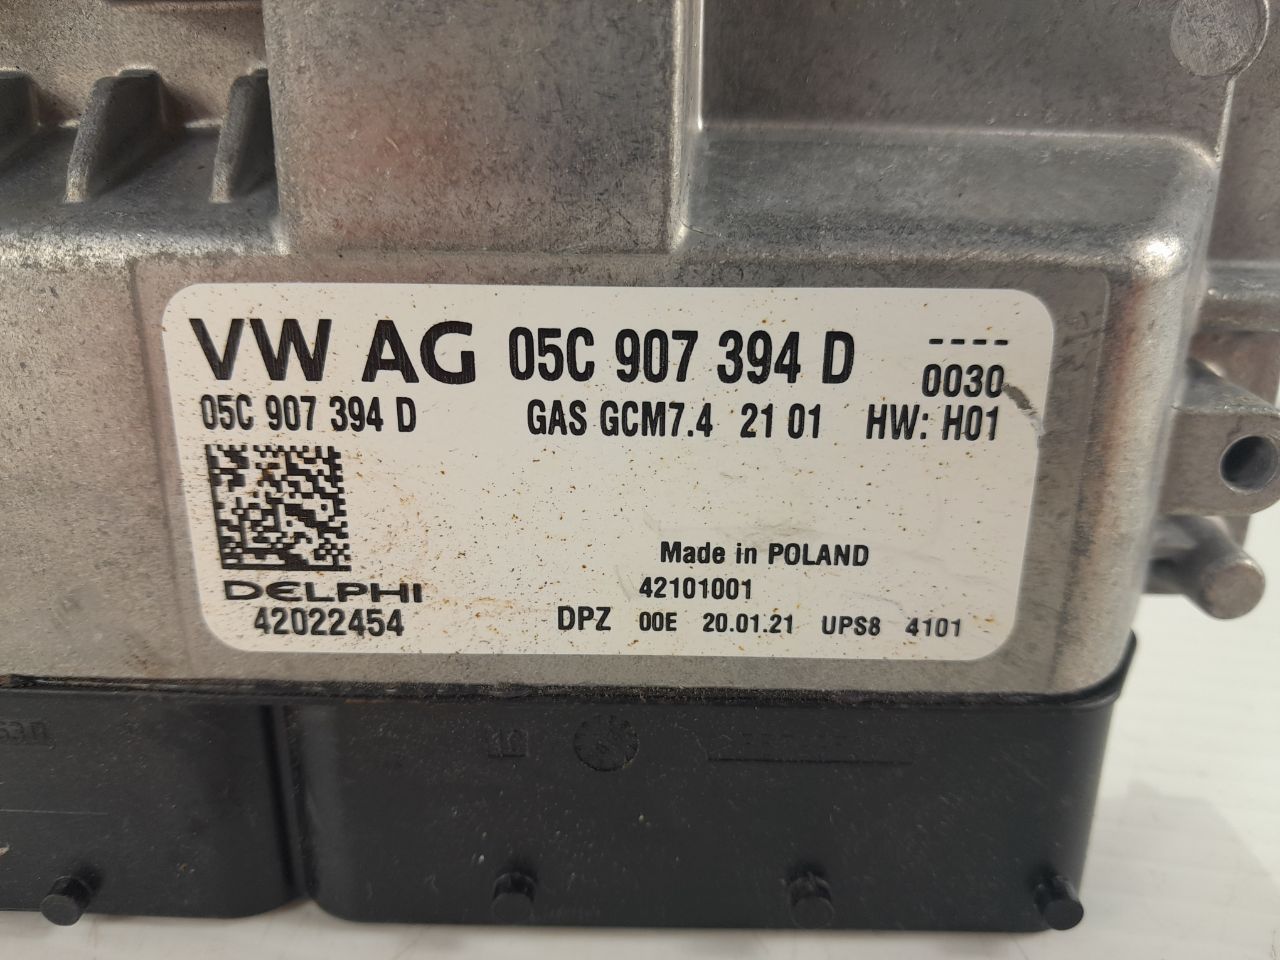 VW AG 05C 907 394 D ----
0030
05C 907 394 D GAS GCM7.4 21 01 HW: H01
Made in POLAND
DELPHI 42101001
42022454 DPZ 00E 20.01.21 UPS8 4101